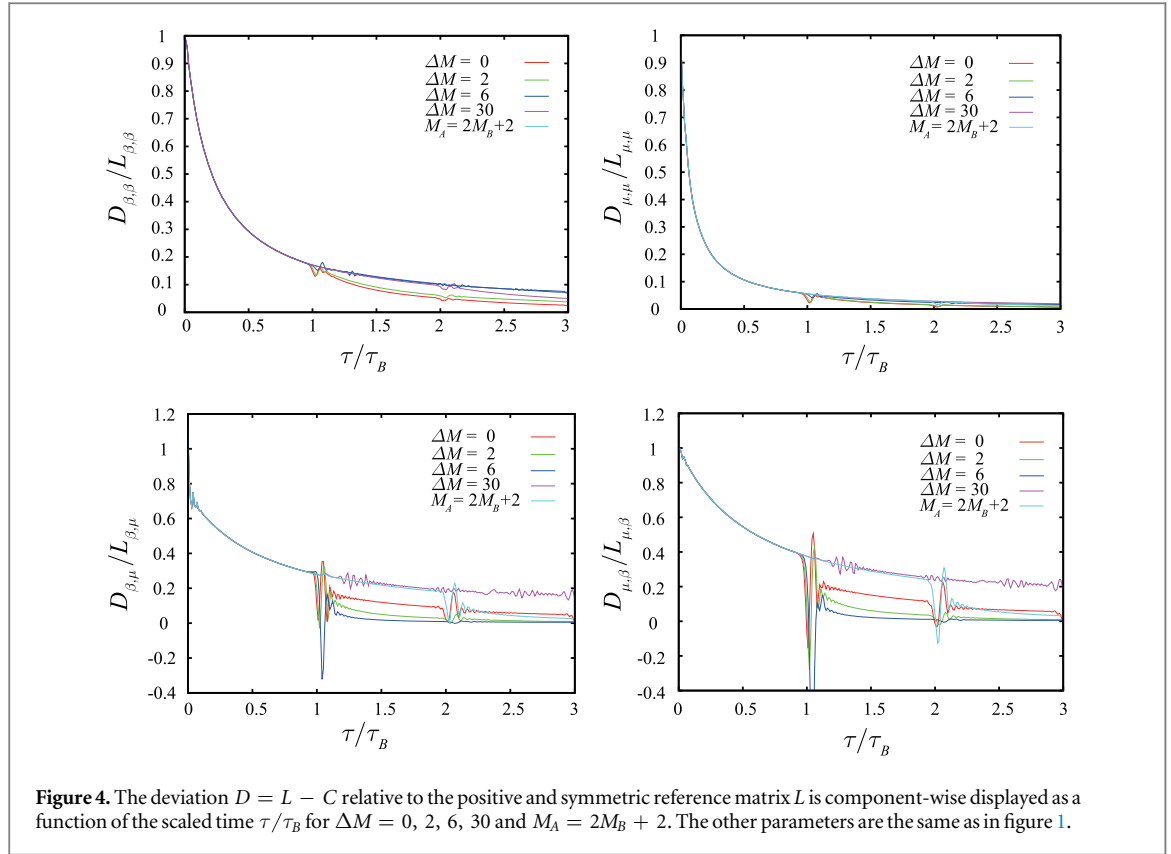 1
0.9
0.8
0.7
0.6
0.5
0.4
0.3
0.2
0.1
0
0 0.5 1 1.5 2 2.5 3
D_{β,β}/L_{β,β}
τ/τ_B
ΔM = 0
ΔM = 2
ΔM = 6
ΔM = 30
M_A = 2M_B+2
1
0.9
0.8
0.7
0.6
0.5
0.4
0.3
0.2
0.1
0
0 0.5 1 1.5 2 2.5 3
D_{μ,μ}/L_{μ,μ}
τ/τ_B
ΔM = 0
ΔM = 2
ΔM = 6
ΔM = 30
M_A = 2M_B+2
1.2
1
0.8
0.6
0.4
0.2
0
-0.2
-0.4
0 0.5 1 1.5 2 2.5 3
D_{β,μ}/L_{β,μ}
τ/τ_B
ΔM = 0
ΔM = 2
ΔM = 6
ΔM = 30
M_A = 2M_B+2
1.2
1
0.8
0.6
0.4
0.2
0
-0.2
-0.4
0 0.5 1 1.5 2 2.5 3
D_{μ,β}/L_{μ,β}
τ/τ_B
ΔM = 0
ΔM = 2
ΔM = 6
ΔM = 30
M_A = 2M_B+2
Figure 4. The deviation D = L − C relative to the positive and symmetric reference matrix L is component-wise displayed as a
function of the scaled time τ/τ_B for ΔM = 0, 2, 6, 30 and M_A = 2M_B + 2. The other parameters are the same as in figure 1.